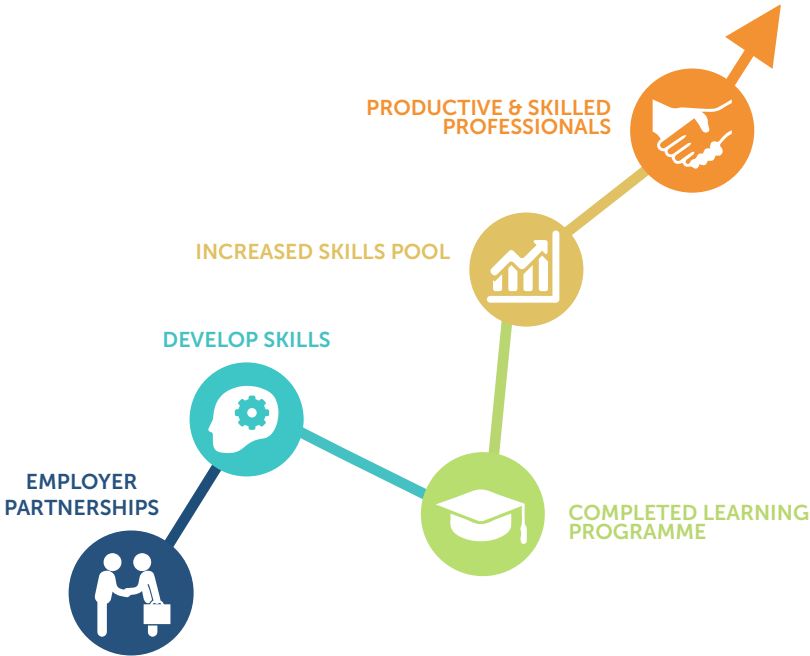 PRODUCTIVE & SKILLED
PROFESSIONALS
INCREASED SKILLS POOL
DEVELOP SKILLS
EMPLOYER
PARTNERSHIPS
COMPLETED LEARNING
PROGRAMME